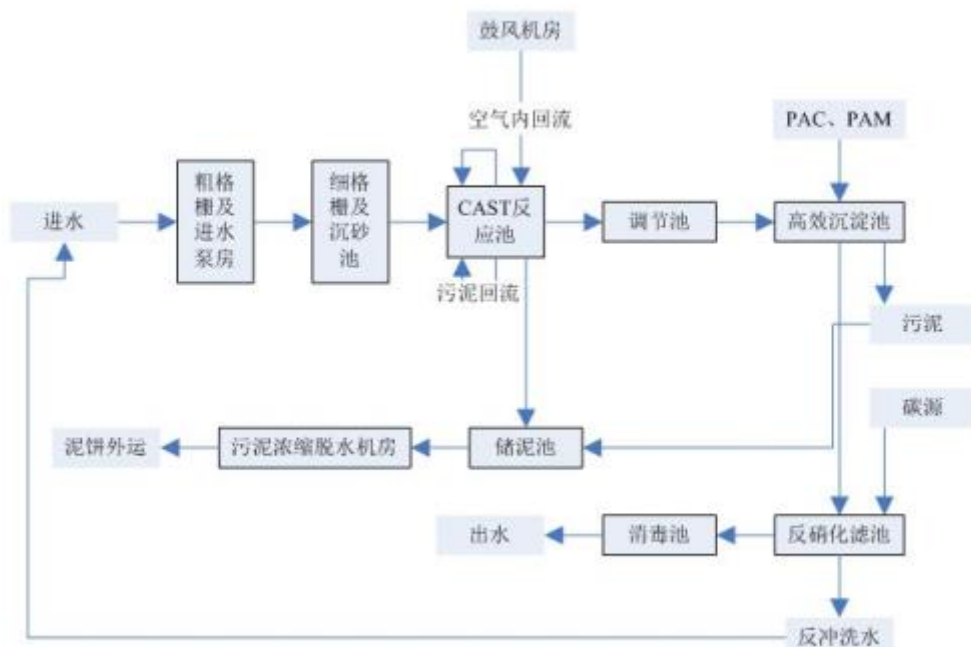 鼓风机房
空气内回流
PAC、PAM
粗格
栅及
进水
泵房
细格
栅及
沉砂
池
CAST反
应池
进水
调节池
高效沉淀池
污泥回流
污泥
碳源
泥饼外运
污泥浓缩脱水机房
储泥池
出水
消毒池
反硝化滤池
反冲洗水